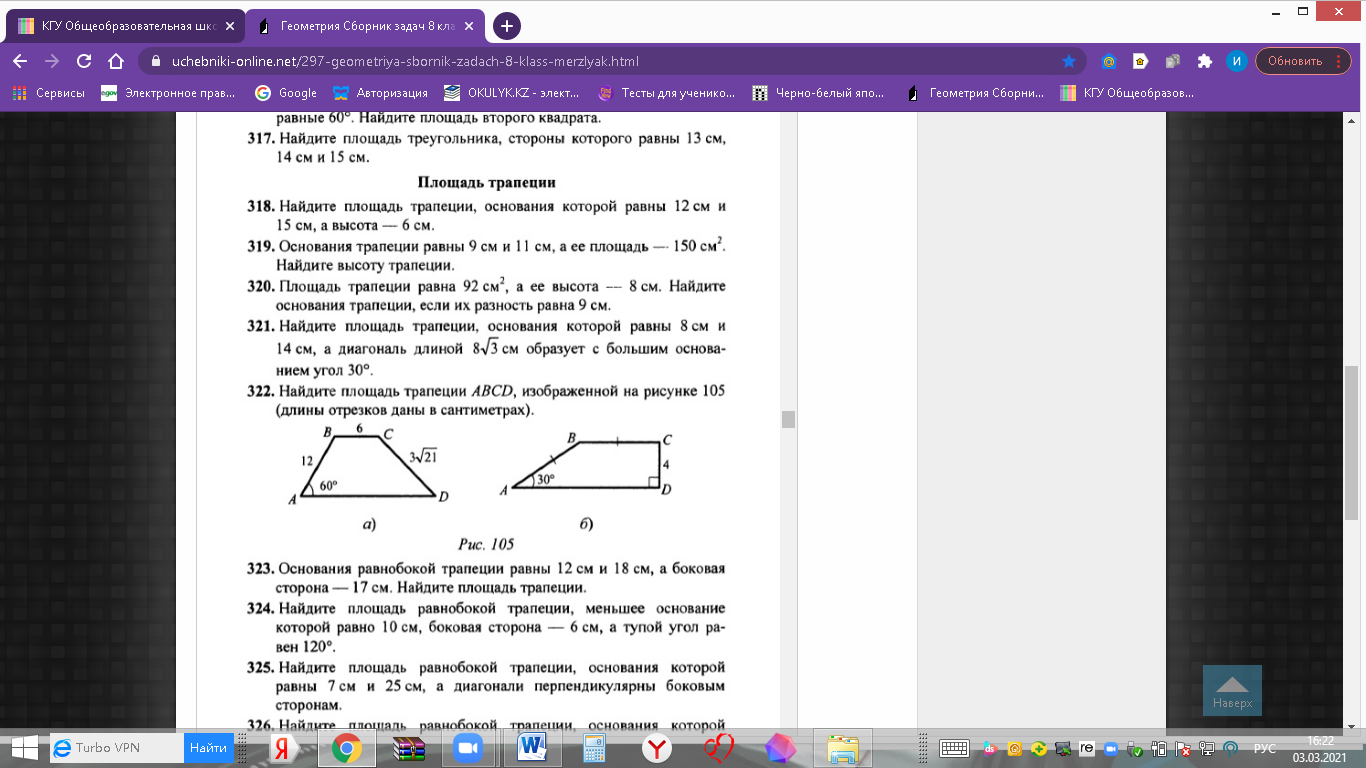 КГУ Общеобразовательная шко
Геометрия Сборник задач 8 кла
uchebniki-online.net/297-geometriya-sbornik-zadach-8-klass-merzlyak.html
И
Обновить
Сервисы
egov
Электронное прав...
Google
Авторизация
OKULYK.KZ - элект...
Тесты для ученико...
Черно-белый япо...
Геометрия Сборни...
КГУ Общеобразов...
равные 60°. Найдите площадь второго квадрата.
317. Найдите площадь треугольника, стороны которого равны 13 см,
14 см и 15 см.
Площадь трапеции
318. Найдите площадь трапеции, основания которой равны 12 см и
15 см, а высота — 6 см.
319. Основания трапеции равны 9 см и 11 см, а ее площадь — 150 см².
Найдите высоту трапеции.
320. Площадь трапеции равна 92 см², а ее высота — 8 см. Найдите
основания трапеции, если их разность равна 9 см.
321. Найдите площадь трапеции, основания которой равны 8 см и
14 см, а диагональ длиной 8√3 см образует с большим основа-
нием угол 30°.
322. Найдите площадь трапеции ABCD, изображенной на рисунке 105
(длины отрезков даны в сантиметрах).
B 6 C
12 3√21
60°
A D
а)
B C
4
30°
A D
б)
Рис. 105
323. Основания равнобокой трапеции равны 12 см и 18 см, а боковая
сторона — 17 см. Найдите площадь трапеции.
324. Найдите площадь равнобокой трапеции, меньшее основание
которой равно 10 см, боковая сторона — 6 см, а тупой угол ра-
вен 120°.
325. Найдите площадь равнобокой трапеции, основания которой
равны 7 см и 25 см, а диагонали перпендикулярны боковым
сторонам.
326. Найдите площадь равнобокой трапеции, основания которой
Наверх
Turbo VPN
Найти
РУС
16:22
03.03.2021